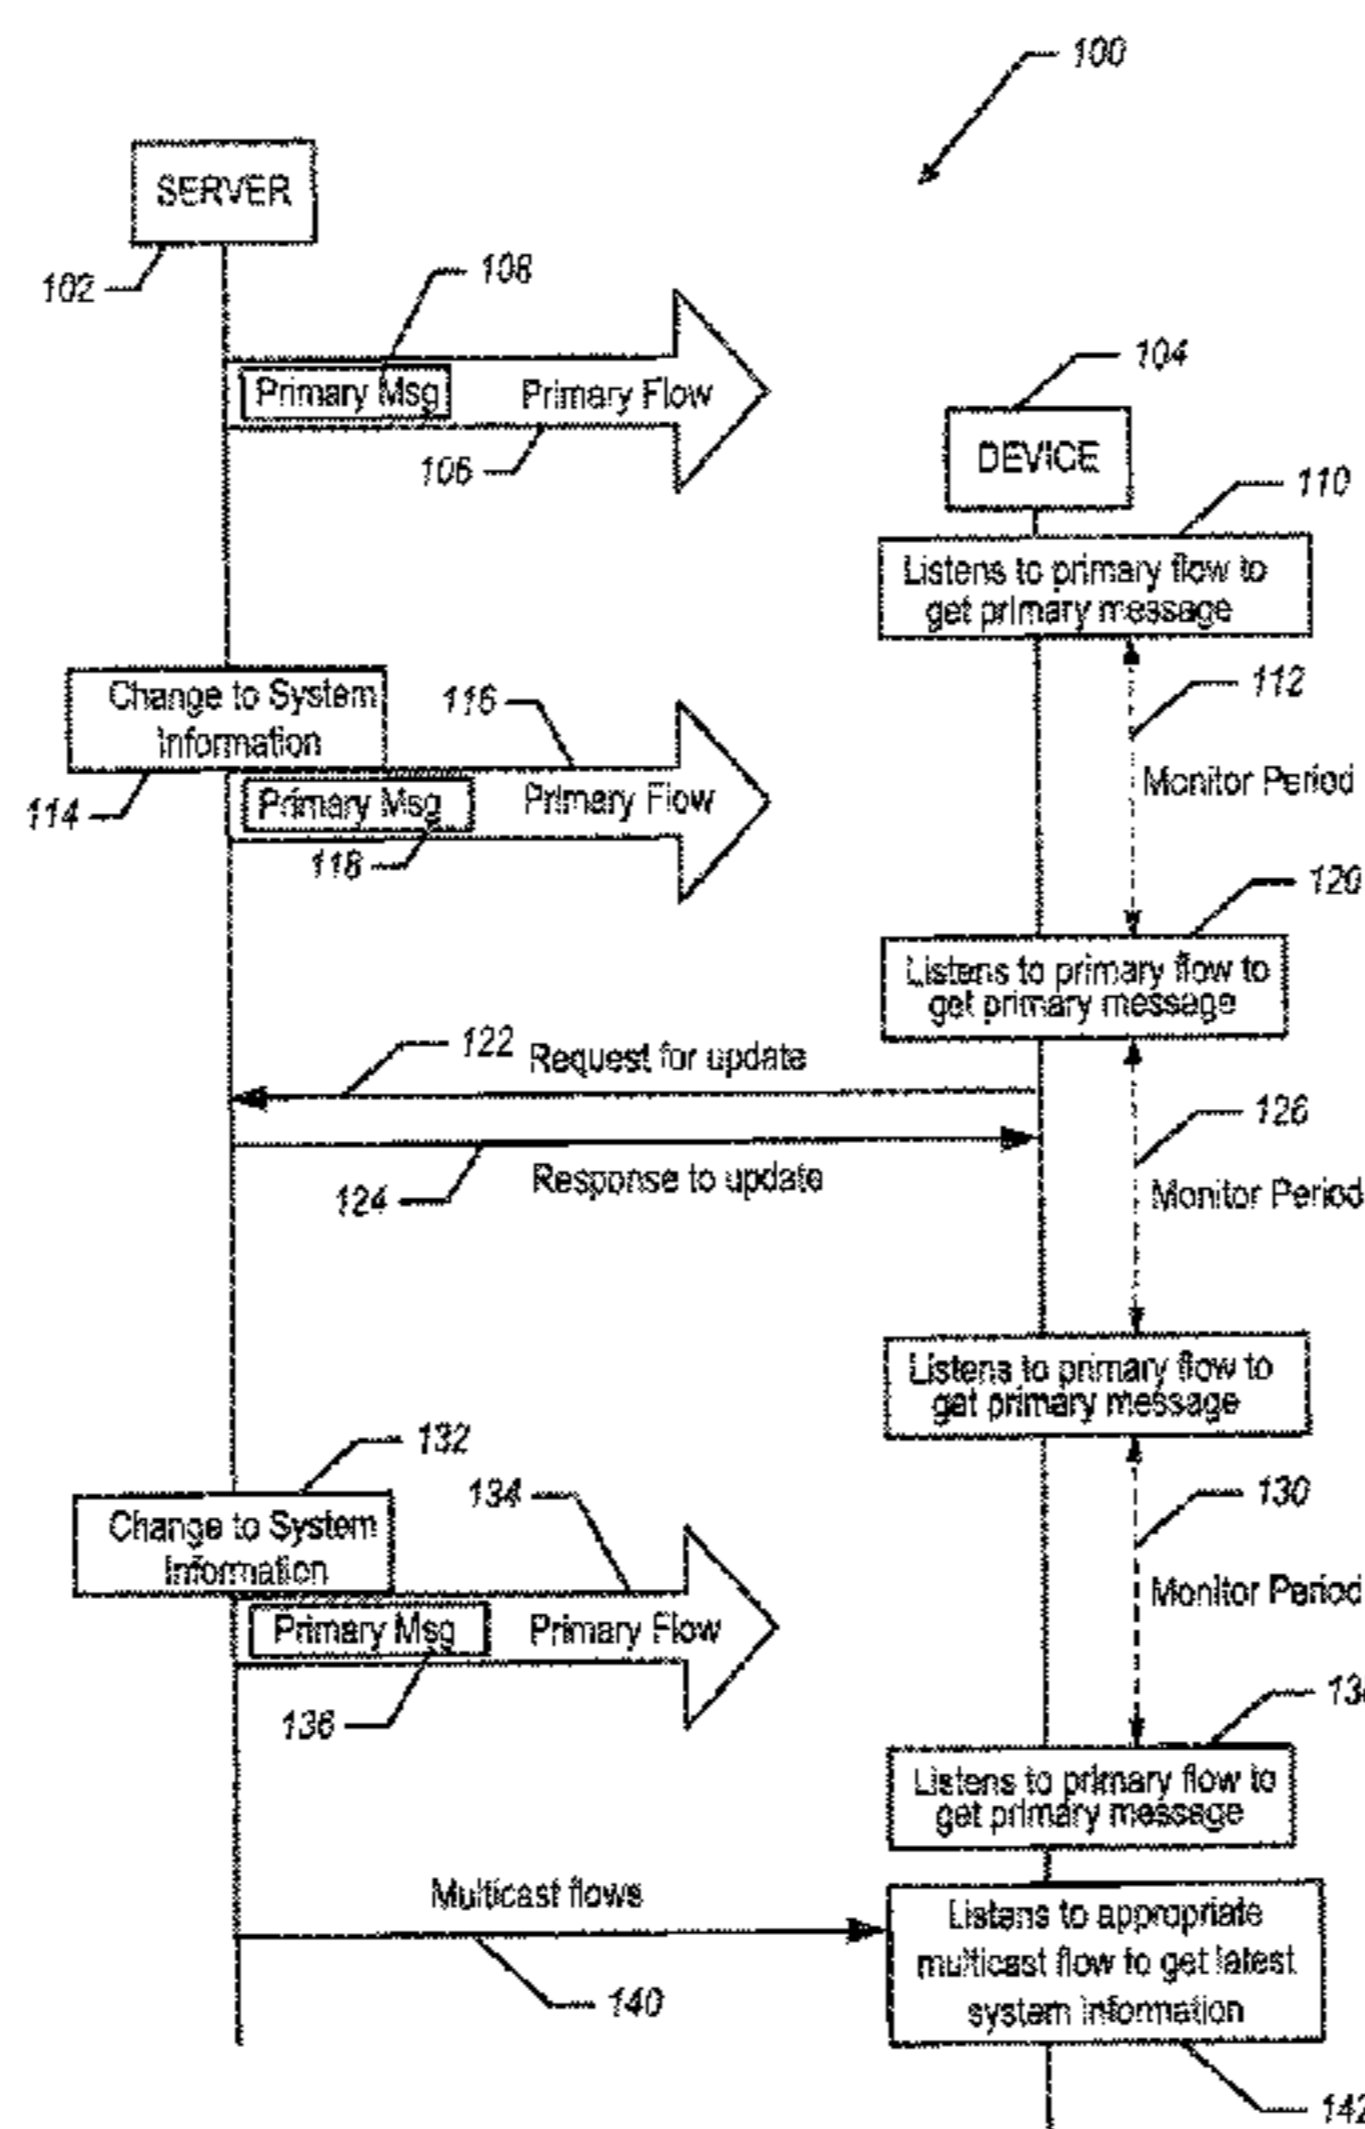 100
SERVER
102
108
Primary Msg
Primary Flow
106
104
DEVICE
110
Listens to primary flow to
get primary message
112
Monitor Period
Change to System
Information
114
116
Primary Msg
Primary Flow
118
120
Listens to primary flow to
get primary message
122
Request for update
124
Response to update
126
Monitor Period
Listens to primary flow to
get primary message
132
Change to System
Information
134
Primary Msg
Primary Flow
136
130
Monitor Period
Listens to primary flow to
get primary message
Multicast flows
140
Listens to appropriate
multicast flow to get latest
system information
142